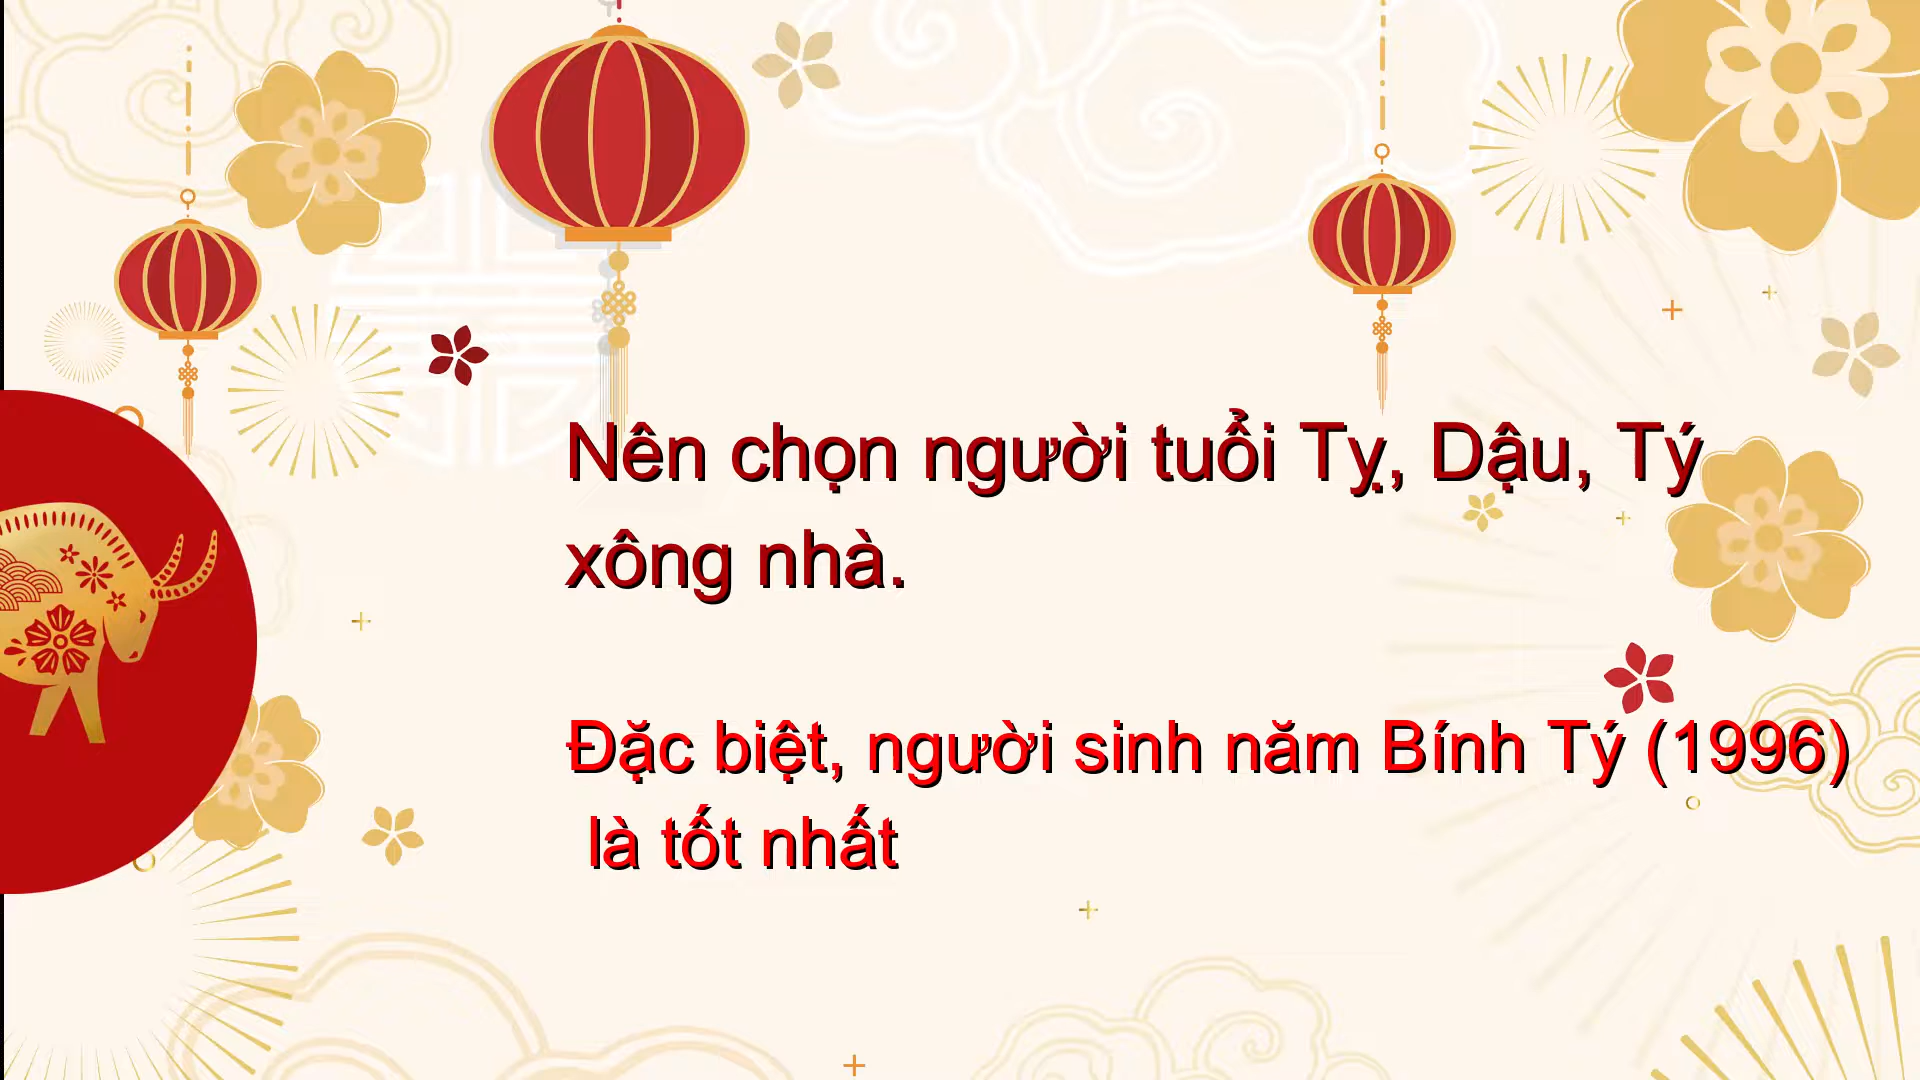 Nên chọn người tuổi Tỵ, Dậu, Tý
xông nhà.
Đặc biệt, người sinh năm Bính Tý (1996)
là tốt nhất